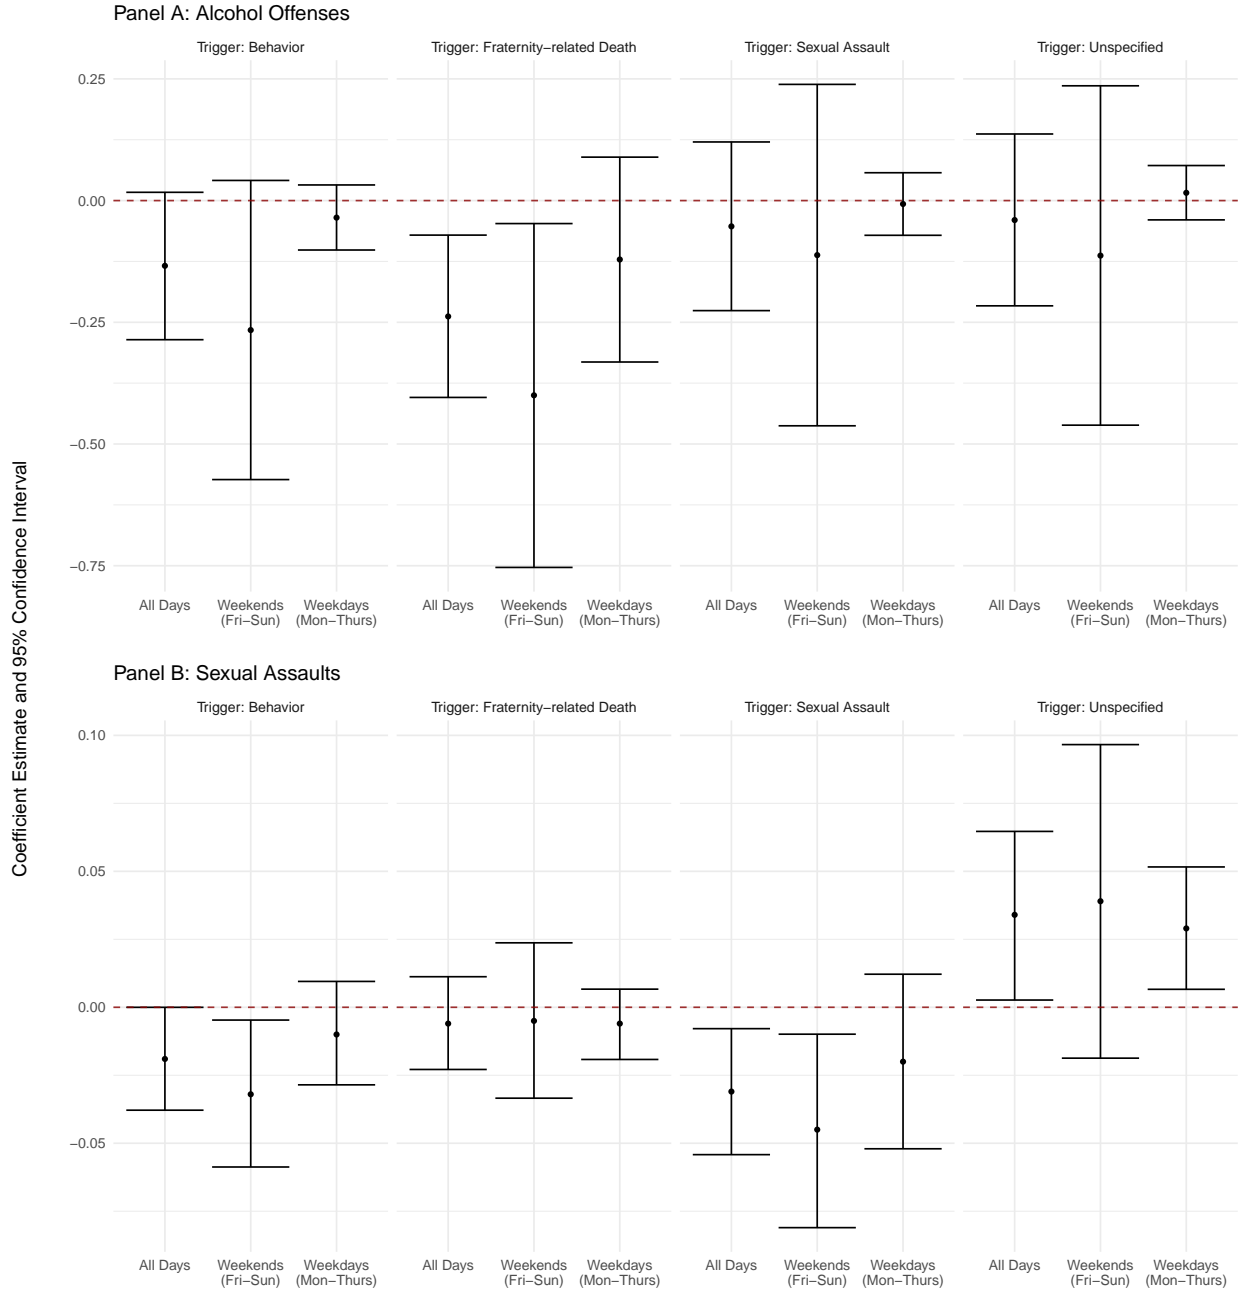 Panel A: Alcohol Offenses
Trigger: Behavior
Trigger: Fraternity−related Death
Trigger: Sexual Assault
Trigger: Unspecified
0.25
0.00
−0.25
−0.50
−0.75
All Days
Weekends
(Fri−Sun)
Weekdays
(Mon−Thurs)
All Days
Weekends
(Fri−Sun)
Weekdays
(Mon−Thurs)
All Days
Weekends
(Fri−Sun)
Weekdays
(Mon−Thurs)
All Days
Weekends
(Fri−Sun)
Weekdays
(Mon−Thurs)
Coefficient Estimate and 95% Confidence Interval
Panel B: Sexual Assaults
Trigger: Behavior
Trigger: Fraternity−related Death
Trigger: Sexual Assault
Trigger: Unspecified
0.10
0.05
0.00
−0.05
All Days
Weekends
(Fri−Sun)
Weekdays
(Mon−Thurs)
All Days
Weekends
(Fri−Sun)
Weekdays
(Mon−Thurs)
All Days
Weekends
(Fri−Sun)
Weekdays
(Mon−Thurs)
All Days
Weekends
(Fri−Sun)
Weekdays
(Mon−Thurs)